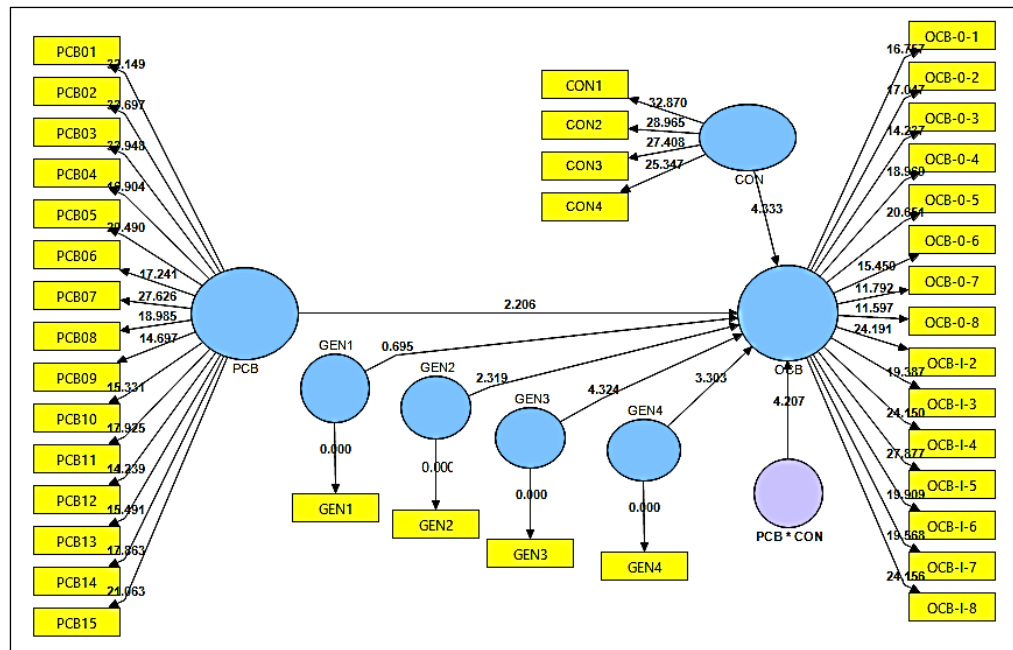 PCB01
PCB02
PCB03
PCB04
PCB05
PCB06
PCB07
PCB08
PCB09
PCB10
PCB11
PCB12
PCB13
PCB14
PCB15
17.241
27.626
18.985
14.697
15.331
17.925
14.239
15.491
17.863
21.063
PCB
2.206
CON1
CON2
CON3
CON4
32.870
28.965
27.408
25.347
CON
4.333
GEN1
0.695
0.000
GEN1
GEN2
2.319
0.000
GEN2
GEN3
4.324
0.000
GEN3
GEN4
3.303
0.000
GEN4
OCB
4.207
PCB * CON
16.757
17.047
14.237
18.960
20.651
15.450
11.792
11.597
24.191
19.387
24.150
27.877
19.909
19.568
24.156
OCB-0-1
OCB-0-2
OCB-0-3
OCB-0-4
OCB-0-5
OCB-0-6
OCB-0-7
OCB-0-8
OCB-I-2
OCB-I-3
OCB-I-4
OCB-I-5
OCB-I-6
OCB-I-7
OCB-I-8